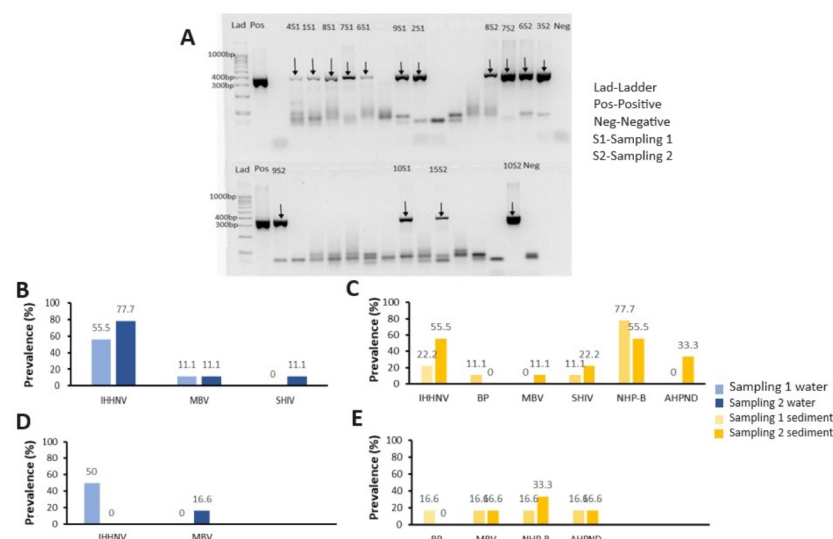 A
Lad Pos 4S1 1S1 8S1 7S1 6S1 9S1 2S1 8S2 7S2 6S2 3S2 Neg
1000bp
400bp
300bp
Lad-Ladder
Pos-Positive
Neg-Negative
S1-Sampling 1
S2-Sampling 2
Lad Pos 9S2 10S1 15S2 10S2 Neg
1000bp
400bp
300bp
B
Prevalence (%)
100
80
60
40
20
0
55.5 77.7
11.1 11.1
0 11.1
IHHNV MBV SHIV
C
Prevalence (%)
100
80
60
40
20
0
22.2 55.5
11.1 0
0 11.1
11.1 22.2
77.7 55.5
0 33.3
IHHNV BP MBV SHIV NHP-B AHPND
Sampling 1 water
Sampling 2 water
Sampling 1 sediment
Sampling 2 sediment
D
Prevalence (%)
100
80
60
40
20
0
50 0
0 16.6
IHHNV MBV
E
Prevalence (%)
100
80
60
40
20
0
16.6 0
16.6 16.6
16.6 33.3
16.6 16.6
BP MBV NHP-B AHPND